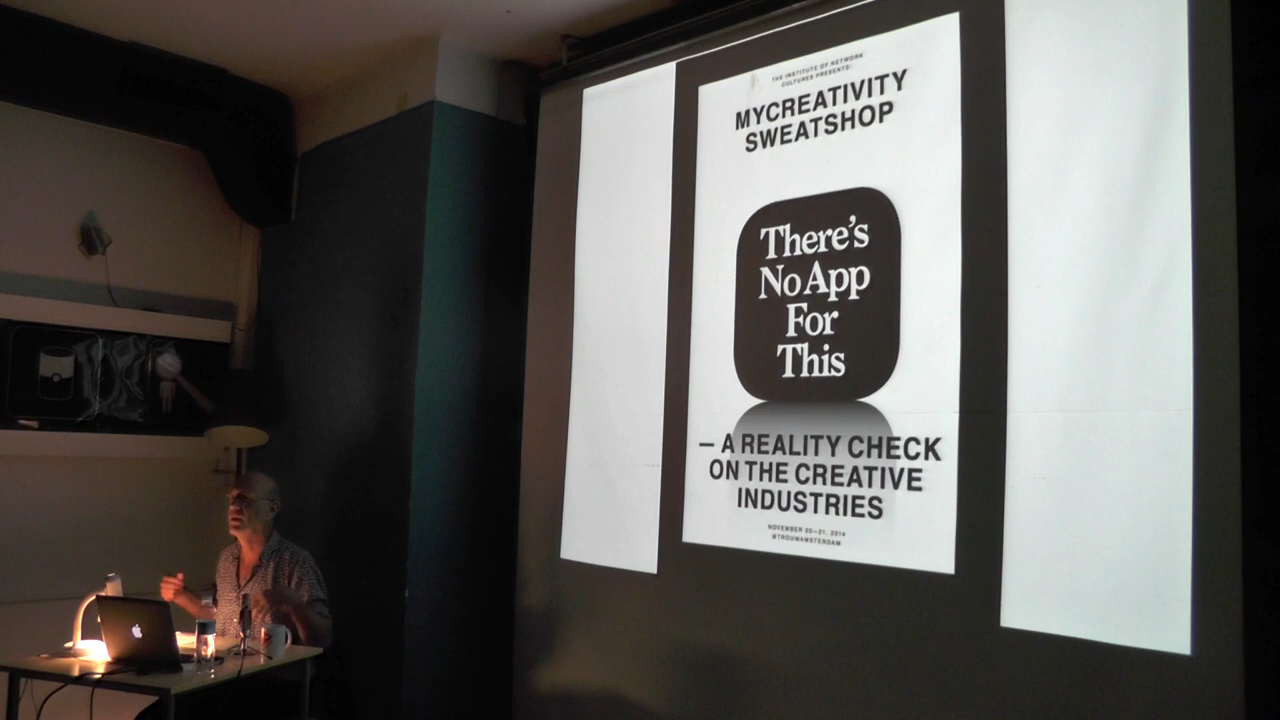 THE INSTITUTE OF NETWORK
CULTURES PRESENTS:
MYCREATIVITY
SWEATSHOP
There's
No App
For
This
— A REALITY CHECK
ON THE CREATIVE
INDUSTRIES
NOVEMBER 20—21, 2014
@TROUWAMSTERDAM